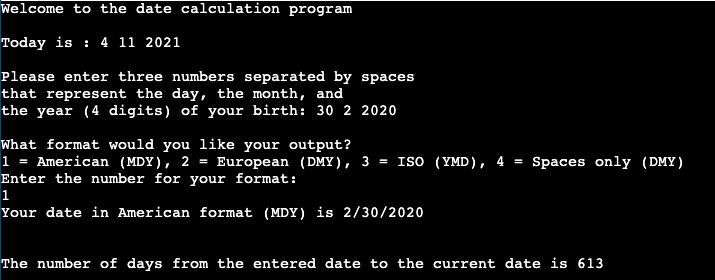 Welcome to the date calculation program
Today is : 4 11 2021
Please enter three numbers separated by spaces
that represent the day, the month, and
the year (4 digits) of your birth: 30 2 2020
What format would you like your output?
1 = American (MDY), 2 = European (DMY), 3 = ISO (YMD), 4 = Spaces only (DMY)
Enter the number for your format:
1
Your date in American format (MDY) is 2/30/2020
The number of days from the entered date to the current date is 613